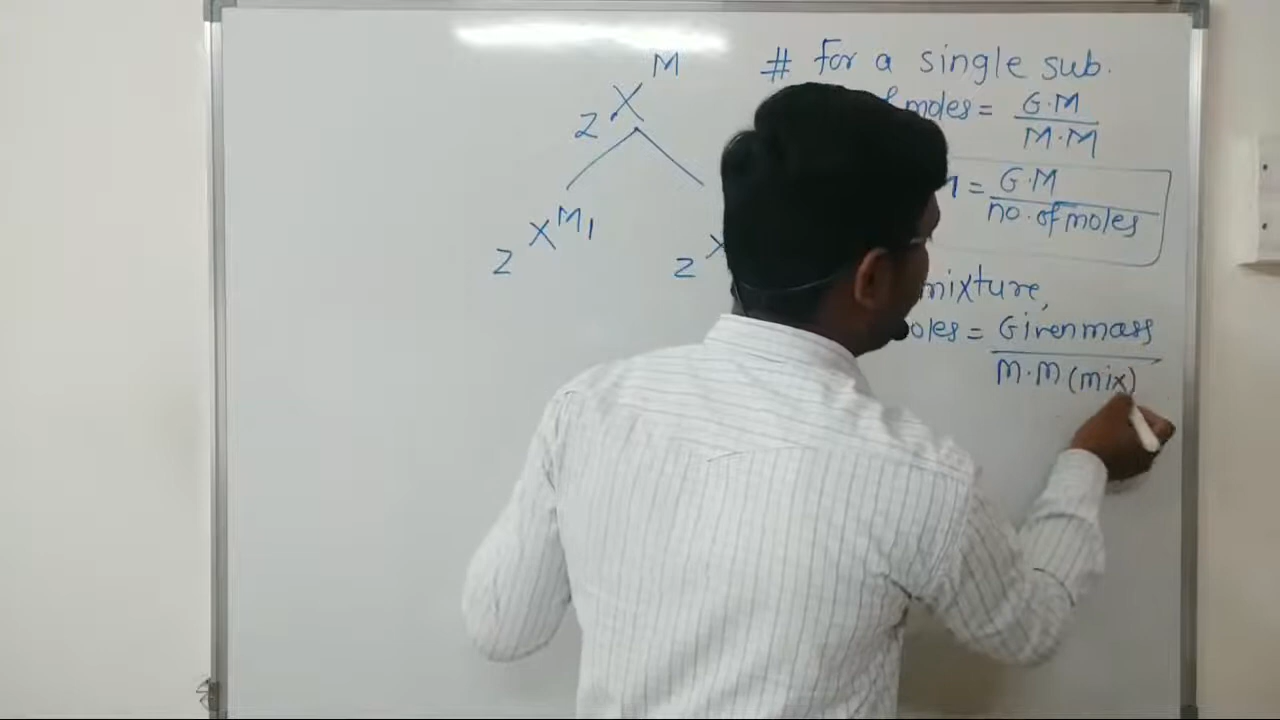 M
X
Z
X M1
Z
Z
# For a single sub.
moles = G.M
M.M
= G.M
no. of moles
mixture,
oles = Given mass
M.M (mix)